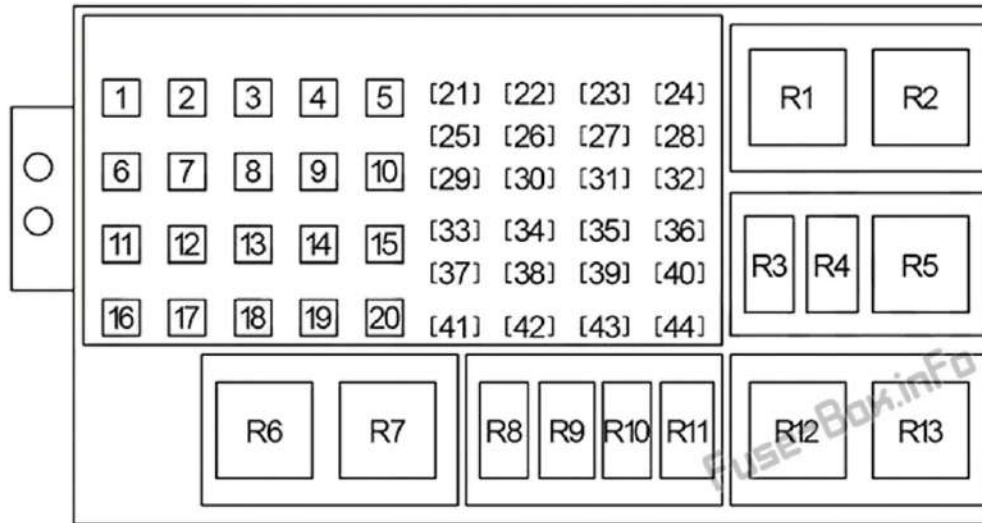 1 2 3 4 5 [21] [22] [23] [24] R1 R2
[25] [26] [27] [28]
6 7 8 9 10 [29] [30] [31] [32]
11 12 13 14 15 [33] [34] [35] [36] R3 R4 R5
[37] [38] [39] [40]
16 17 18 19 20 [41] [42] [43] [44]
R6 R7 R8 R9 R10 R11 R12 R13
Fuse-Box.inFo